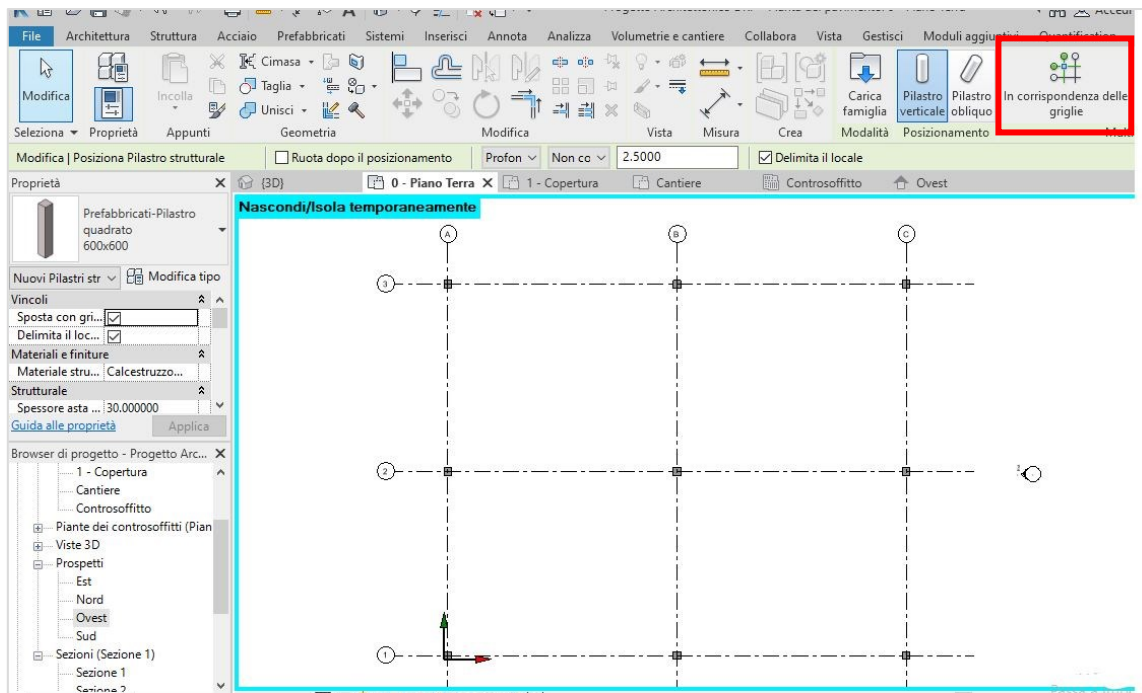 File Architettura Struttura Acciaio Prefabbricati Sistemi Inserisci Annota Analizza Volumetrie e cantiere Collabora Vista Gestisci Moduli aggiuntivi Quantification
Modifica
Incolla
Cimasa
Taglia
Unisci
Carica famiglia
Pilastro verticale
Pilastro obliquo
In corrispondenza delle griglie
Seleziona Proprietà Appunti Geometria Modifica Vista Misura Crea Modalità Posizionamento
Modifica | Posiziona Pilastro strutturale Ruota dopo il posizionamento Profon Non co 2.5000 Delimita il locale
Proprietà
{3D} 0 - Piano Terra 1 - Copertura Cantiere Controsoffitto Ovest
Nascondi/Isola temporaneamente
Prefabbricati-Pilastro
quadrato
600x600
Nuovi Pilastri str Modifica tipo
Vincoli
Sposta con gri...
Delimita il loc...
Materiali e finiture
Materiale stru... Calcestruzzo...
Strutturale
Spessore asta ... 30.000000
Guida alle proprietà Applica
Browser di progetto - Progetto Arc...
1 - Copertura
Cantiere
Controsoffitto
Piante dei controsoffitti (Pian
Viste 3D
Prospetti
Est
Nord
Ovest
Sud
Sezioni (Sezione 1)
Sezione 1
Sezione 2
A B C
3
2
1